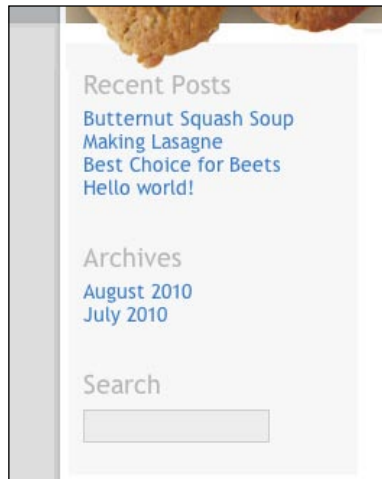 Recent Posts
Butternut Squash Soup
Making Lasagne
Best Choice for Beets
Hello world!
Archives
August 2010
July 2010
Search